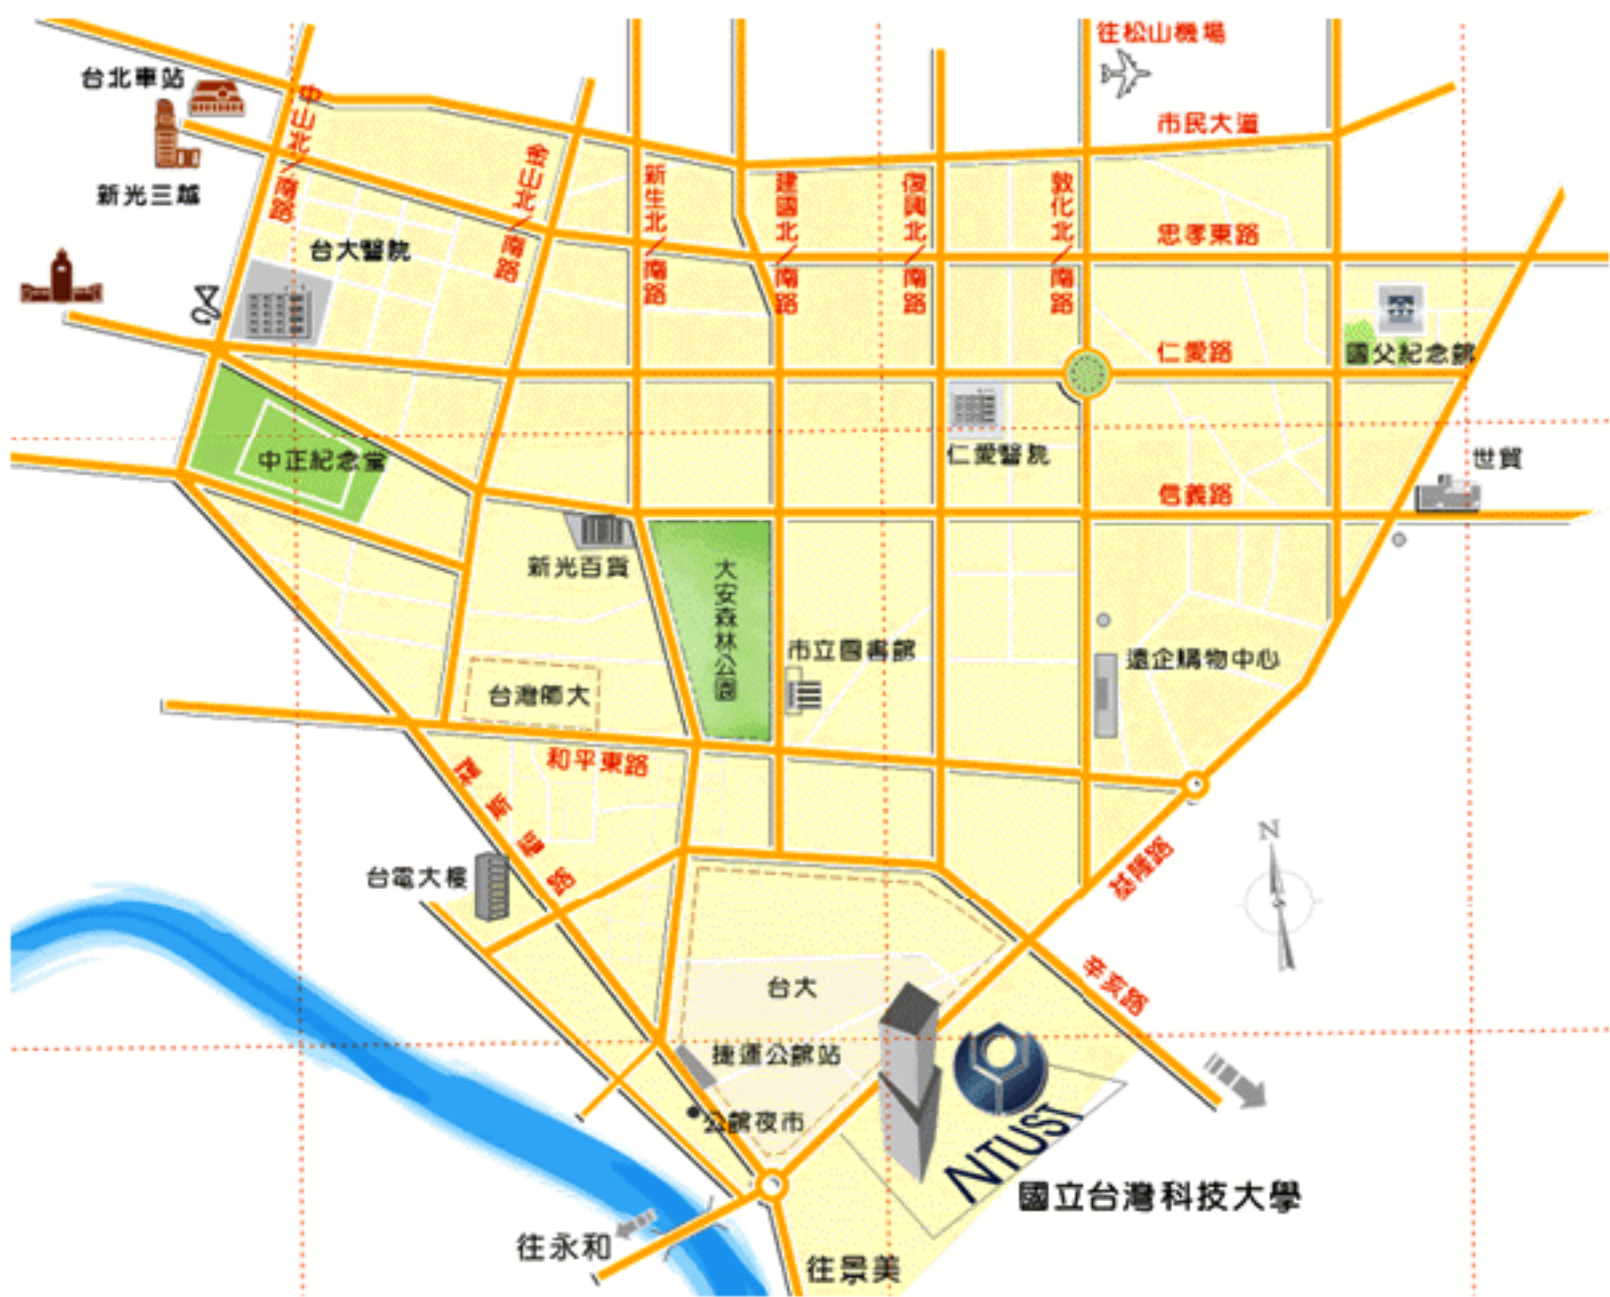 往松山機場
台北車站
市民大道
中山北/南路
金山北/南路
新生北/南路
建國北/南路
復興北/南路
敦化北/南路
新光三越
忠孝東路
台大醫院
仁愛路
國父紀念館
中正紀念堂
仁愛醫院
世貿
信義路
新光百貨
大安森林公園
市立圖書館
遠企購物中心
台灣師大
和平東路
羅斯福路
台電大樓
基隆路
N
S
辛亥路
台大
捷運公館站
公館夜市
NTUST
國立台灣科技大學
往永和
往景美